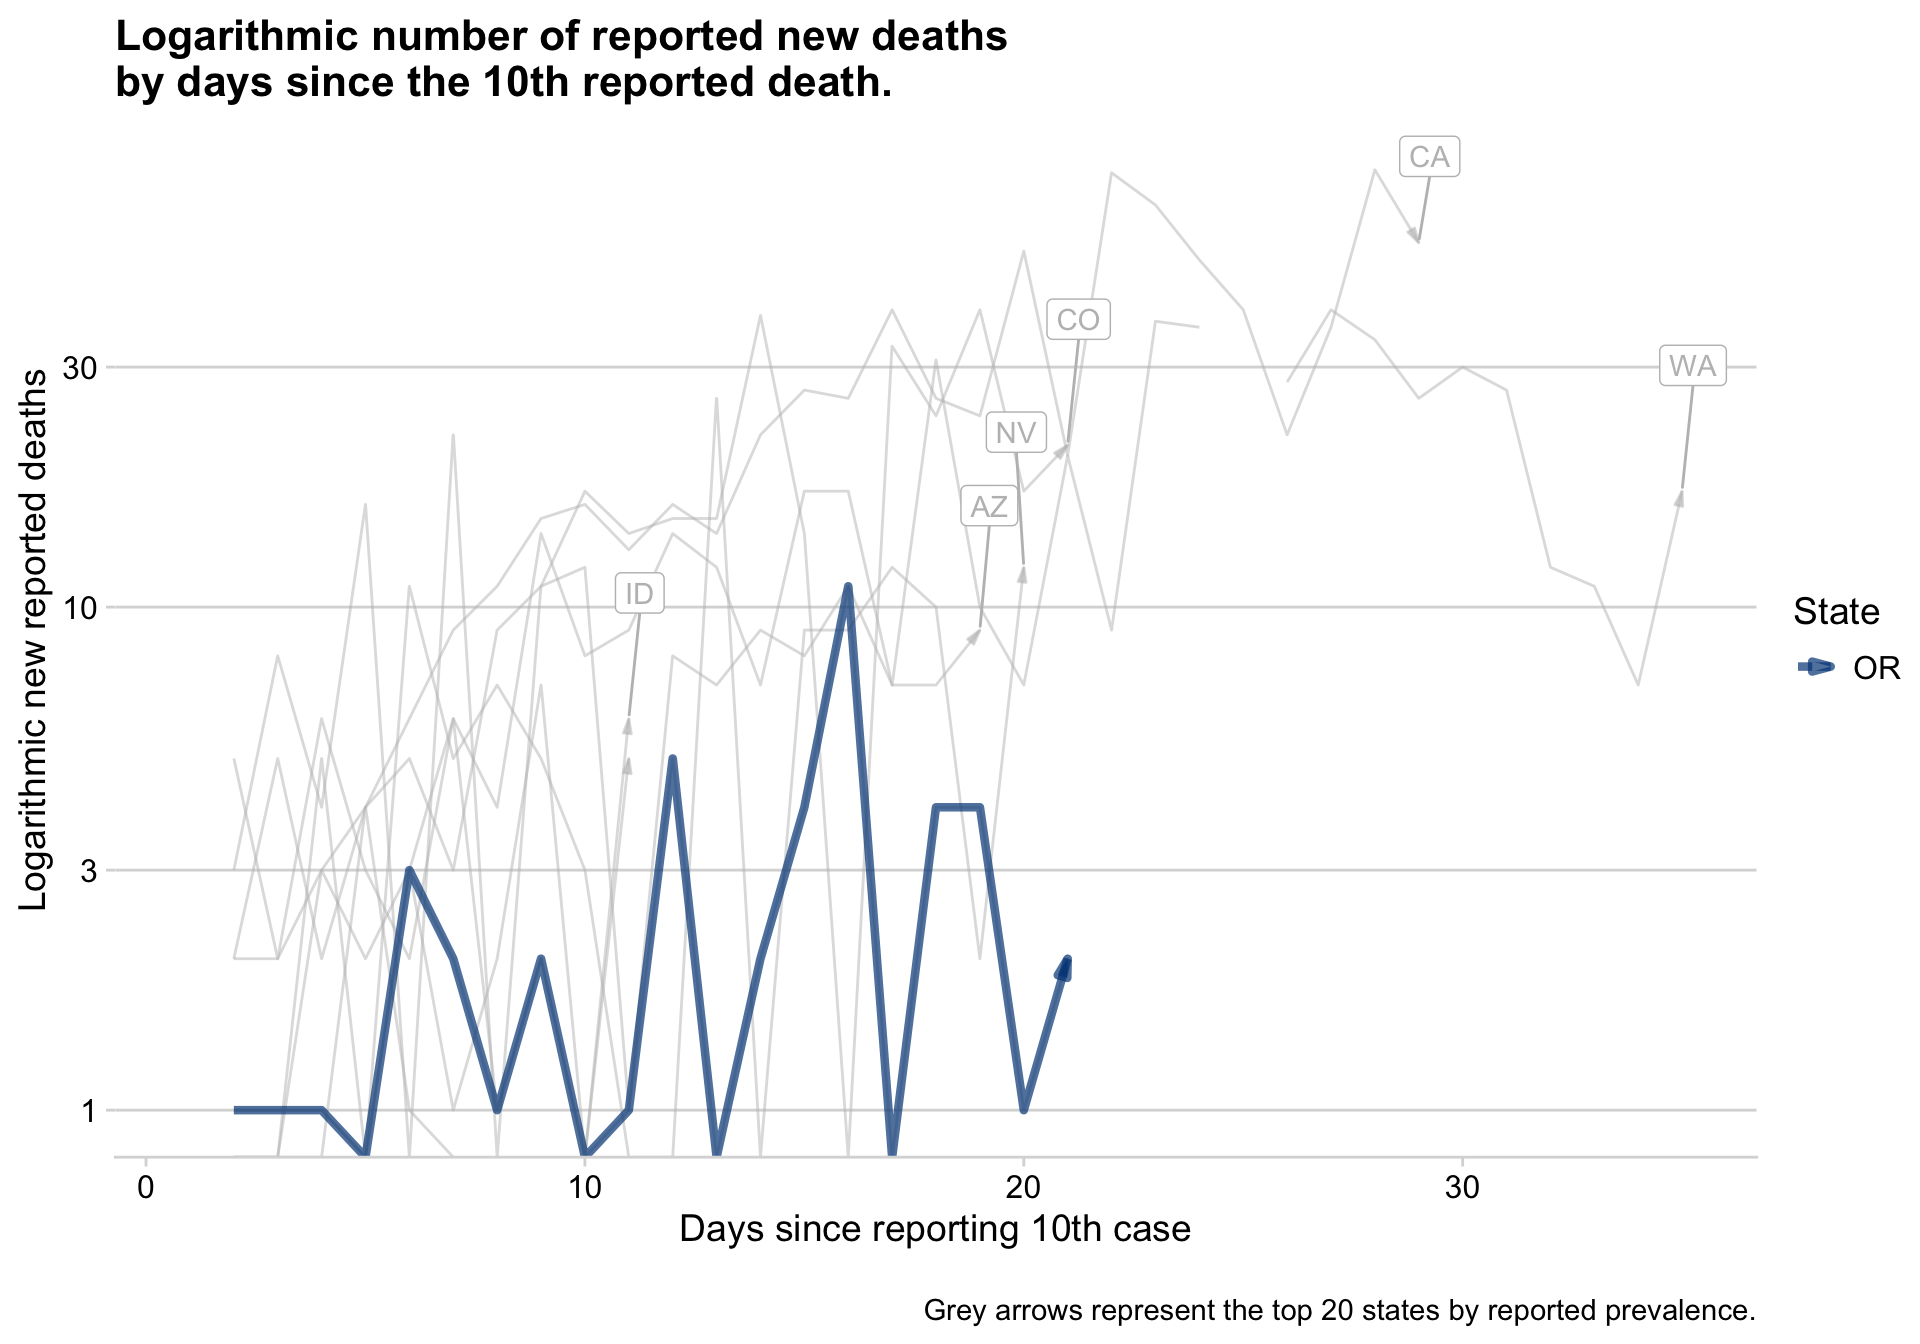 Logarithmic number of reported new deaths
by days since the 10th reported death.
CA
CO
30
WA
NV
AZ
ID
10
3
1
Logarithmic new reported deaths
State
OR
0
10
20
30
Days since reporting 10th case
Grey arrows represent the top 20 states by reported prevalence.